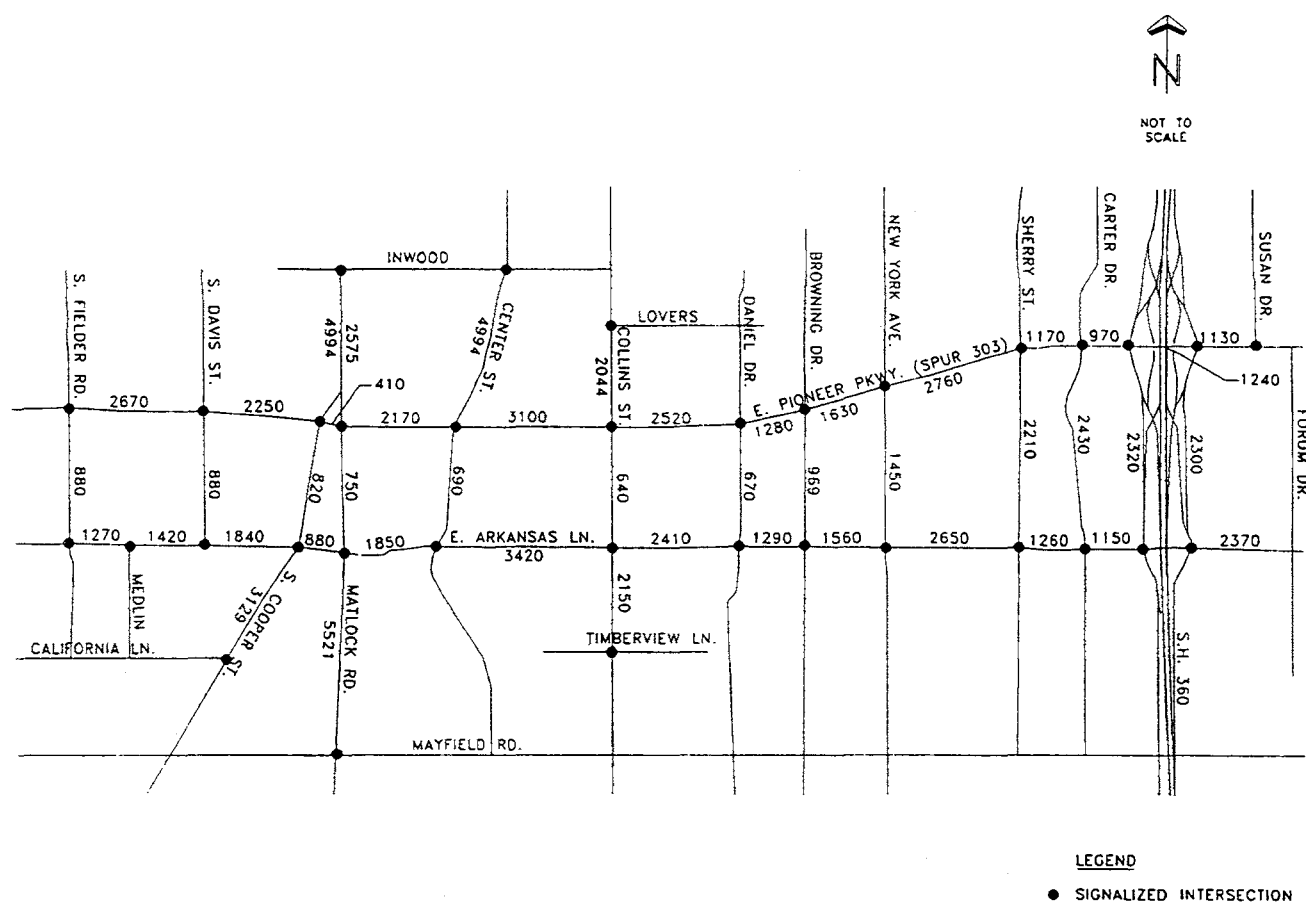 N
NOT TO
SCALE
INWOOD
S. FIELDER RD.
S. DAVIS ST.
2575
4994
CENTER ST.
4994
LOVERS
COLLINS ST.
2044
DANIEL DR.
BROWNING DR.
NEW YORK AVE.
SHERRY ST.
CARTER DR.
SUSAN DR.
1170
970
1130
1240
410
2670
2250
2170
3100
2520
E. PIONEER PKWY. (SPUR 303)
1280
1630
2760
FORUM DR.
880
880
820
750
690
640
670
969
1450
2210
2430
2320
2300
1270
1420
1840
880
1850
E. ARKANSAS LN.
3420
2410
1290
1560
2650
1260
1150
2370
MEDLIN
S. COOPER ST.
3129
MATLOCK RD.
5521
2150
CALIFORNIA LN.
TIMBERVIEW LN.
S.H. 360
MAYFIELD RD.
LEGEND
SIGNALIZED INTERSECTION